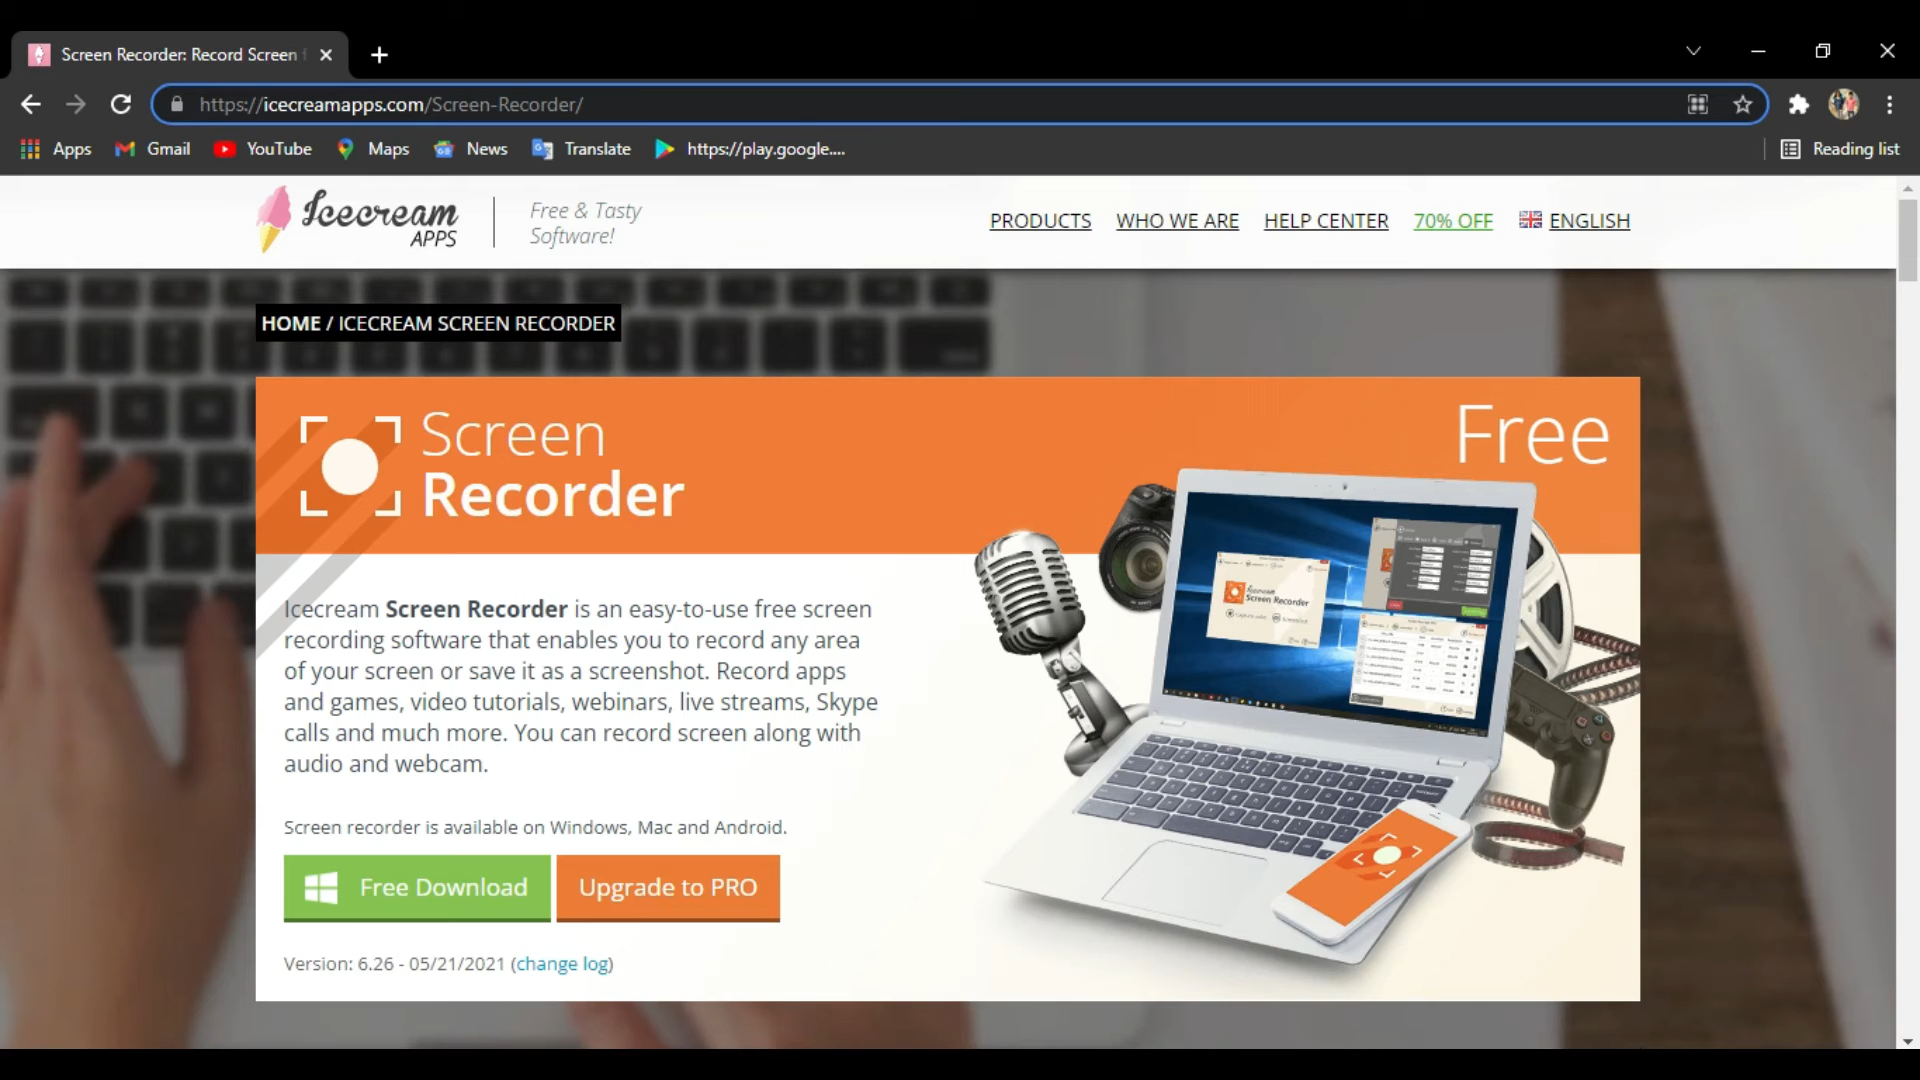 Screen Recorder: Record Screen
https://icecreamapps.com/Screen-Recorder/
Apps
Gmail
YouTube
Maps
News
Translate
https://play.google....
Reading list
Icecream
APPS
Free & Tasty
Software!
PRODUCTS
WHO WE ARE
HELP CENTER
70% OFF
ENGLISH
HOME / ICECREAM SCREEN RECORDER
Screen
Recorder
Free
Icecream Screen Recorder is an easy-to-use free screen
recording software that enables you to record any area
of your screen or save it as a screenshot. Record apps
and games, video tutorials, webinars, live streams, Skype
calls and much more. You can record screen along with
audio and webcam.
Screen recorder is available on Windows, Mac and Android.
Free Download
Upgrade to PRO
Version: 6.26 - 05/21/2021 (change log)
Icecream
Screen Recorder